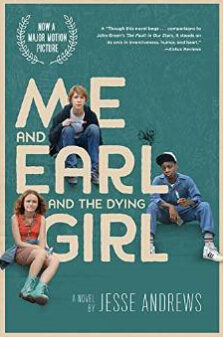 NOW A
MAJOR MOTION
PICTURE
★ "Though this novel begs ... comparisons to
John Green's The Fault in Our Stars, it stands on
its own in inventiveness, humor, and heart."
—Kirkus Reviews
ME
AND
EARL
AND THE DYING
GIRL
A NOVEL
BY JESSE ANDREWS